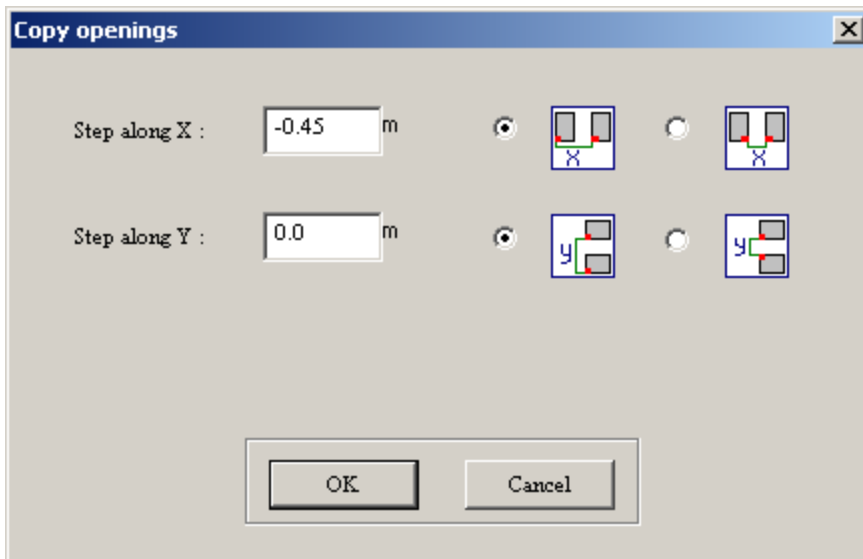 Copy openings
Step along X : -0.45 m X X
Step along Y : 0.0 m y y
OK Cancel